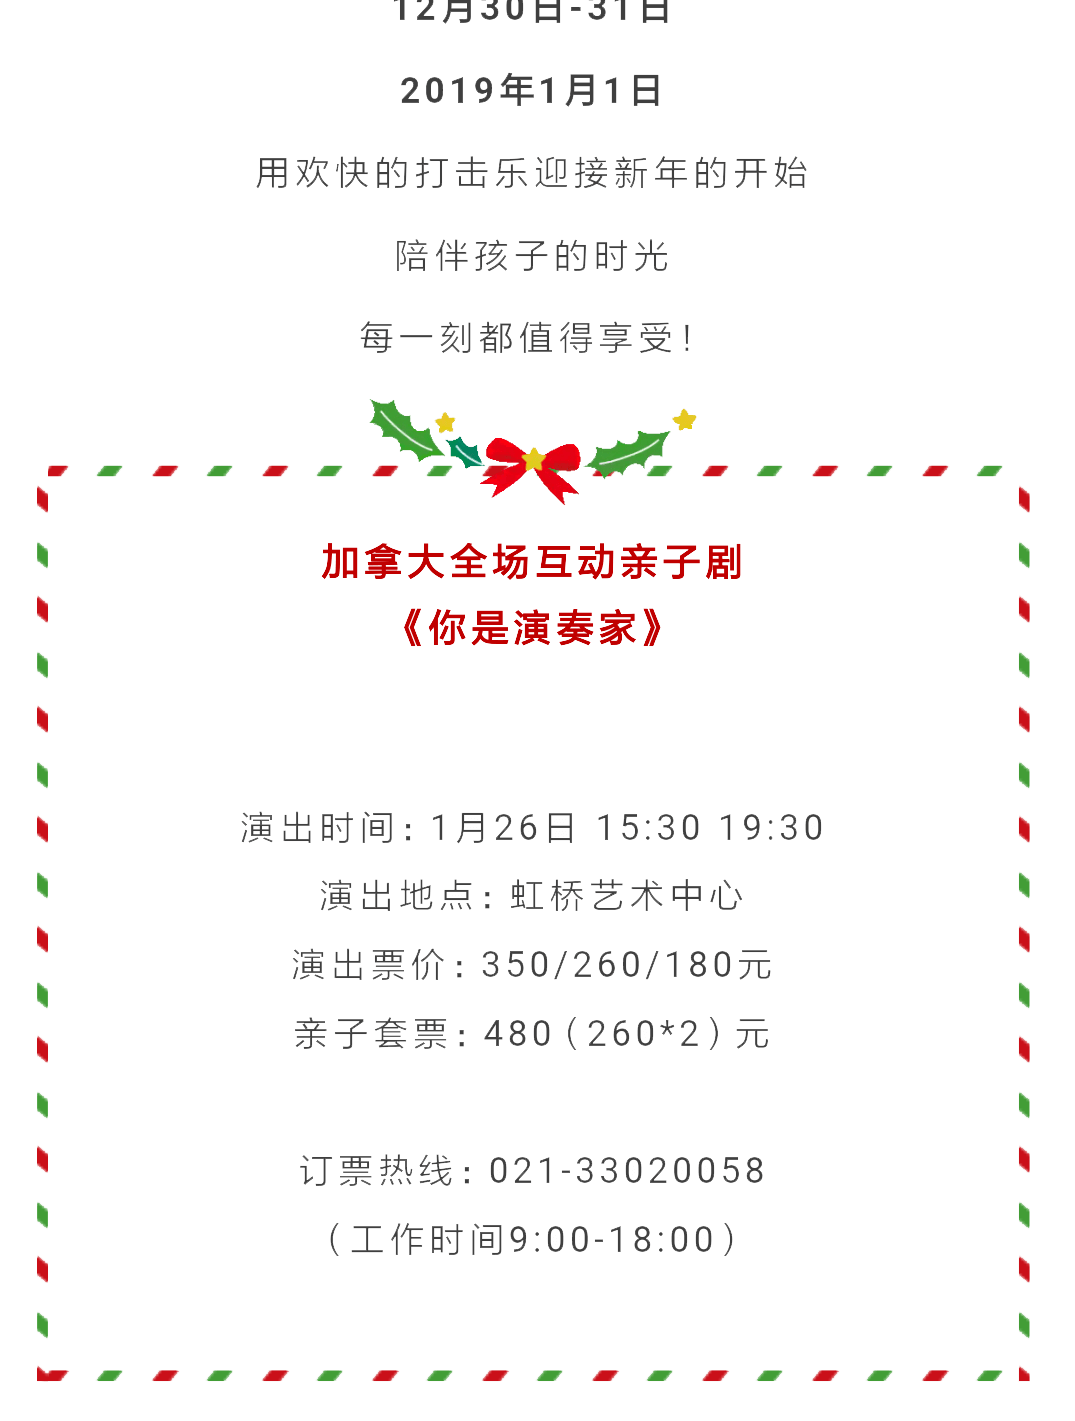 12月30日-31日
2019年1月1日
用欢快的打击乐迎接新年的开始
陪伴孩子的时光
每一刻都值得享受！
加拿大全场互动亲子剧
《你是演奏家》
演出时间：1月26日 15:30 19:30
演出地点：虹桥艺术中心
演出票价：350/260/180元
亲子套票：480（260*2）元
订票热线：021-33020058
（工作时间9:00-18:00）